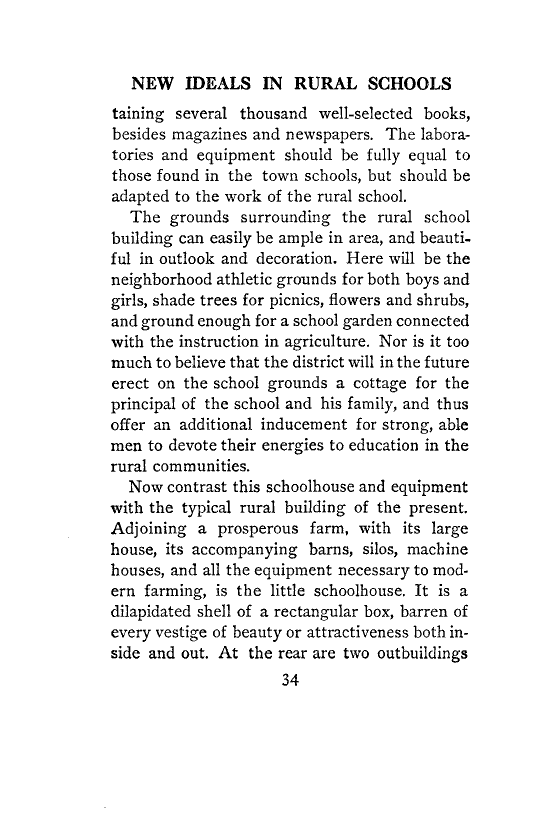 NEW IDEALS IN RURAL SCHOOLS
taining several thousand well-selected books,
besides magazines and newspapers. The labora-
tories and equipment should be fully equal to
those found in the town schools, but should be
adapted to the work of the rural school.
The grounds surrounding the rural school
building can easily be ample in area, and beauti-
ful in outlook and decoration. Here will be the
neighborhood athletic grounds for both boys and
girls, shade trees for picnics, flowers and shrubs,
and ground enough for a school garden connected
with the instruction in agriculture. Nor is it too
much to believe that the district will in the future
erect on the school grounds a cottage for the
principal of the school and his family, and thus
offer an additional inducement for strong, able
men to devote their energies to education in the
rural communities.
Now contrast this schoolhouse and equipment
with the typical rural building of the present.
Adjoining a prosperous farm, with its large
house, its accompanying barns, silos, machine
houses, and all the equipment necessary to mod-
ern farming, is the little schoolhouse. It is a
dilapidated shell of a rectangular box, barren of
every vestige of beauty or attractiveness both in-
side and out. At the rear are two outbuildings
34